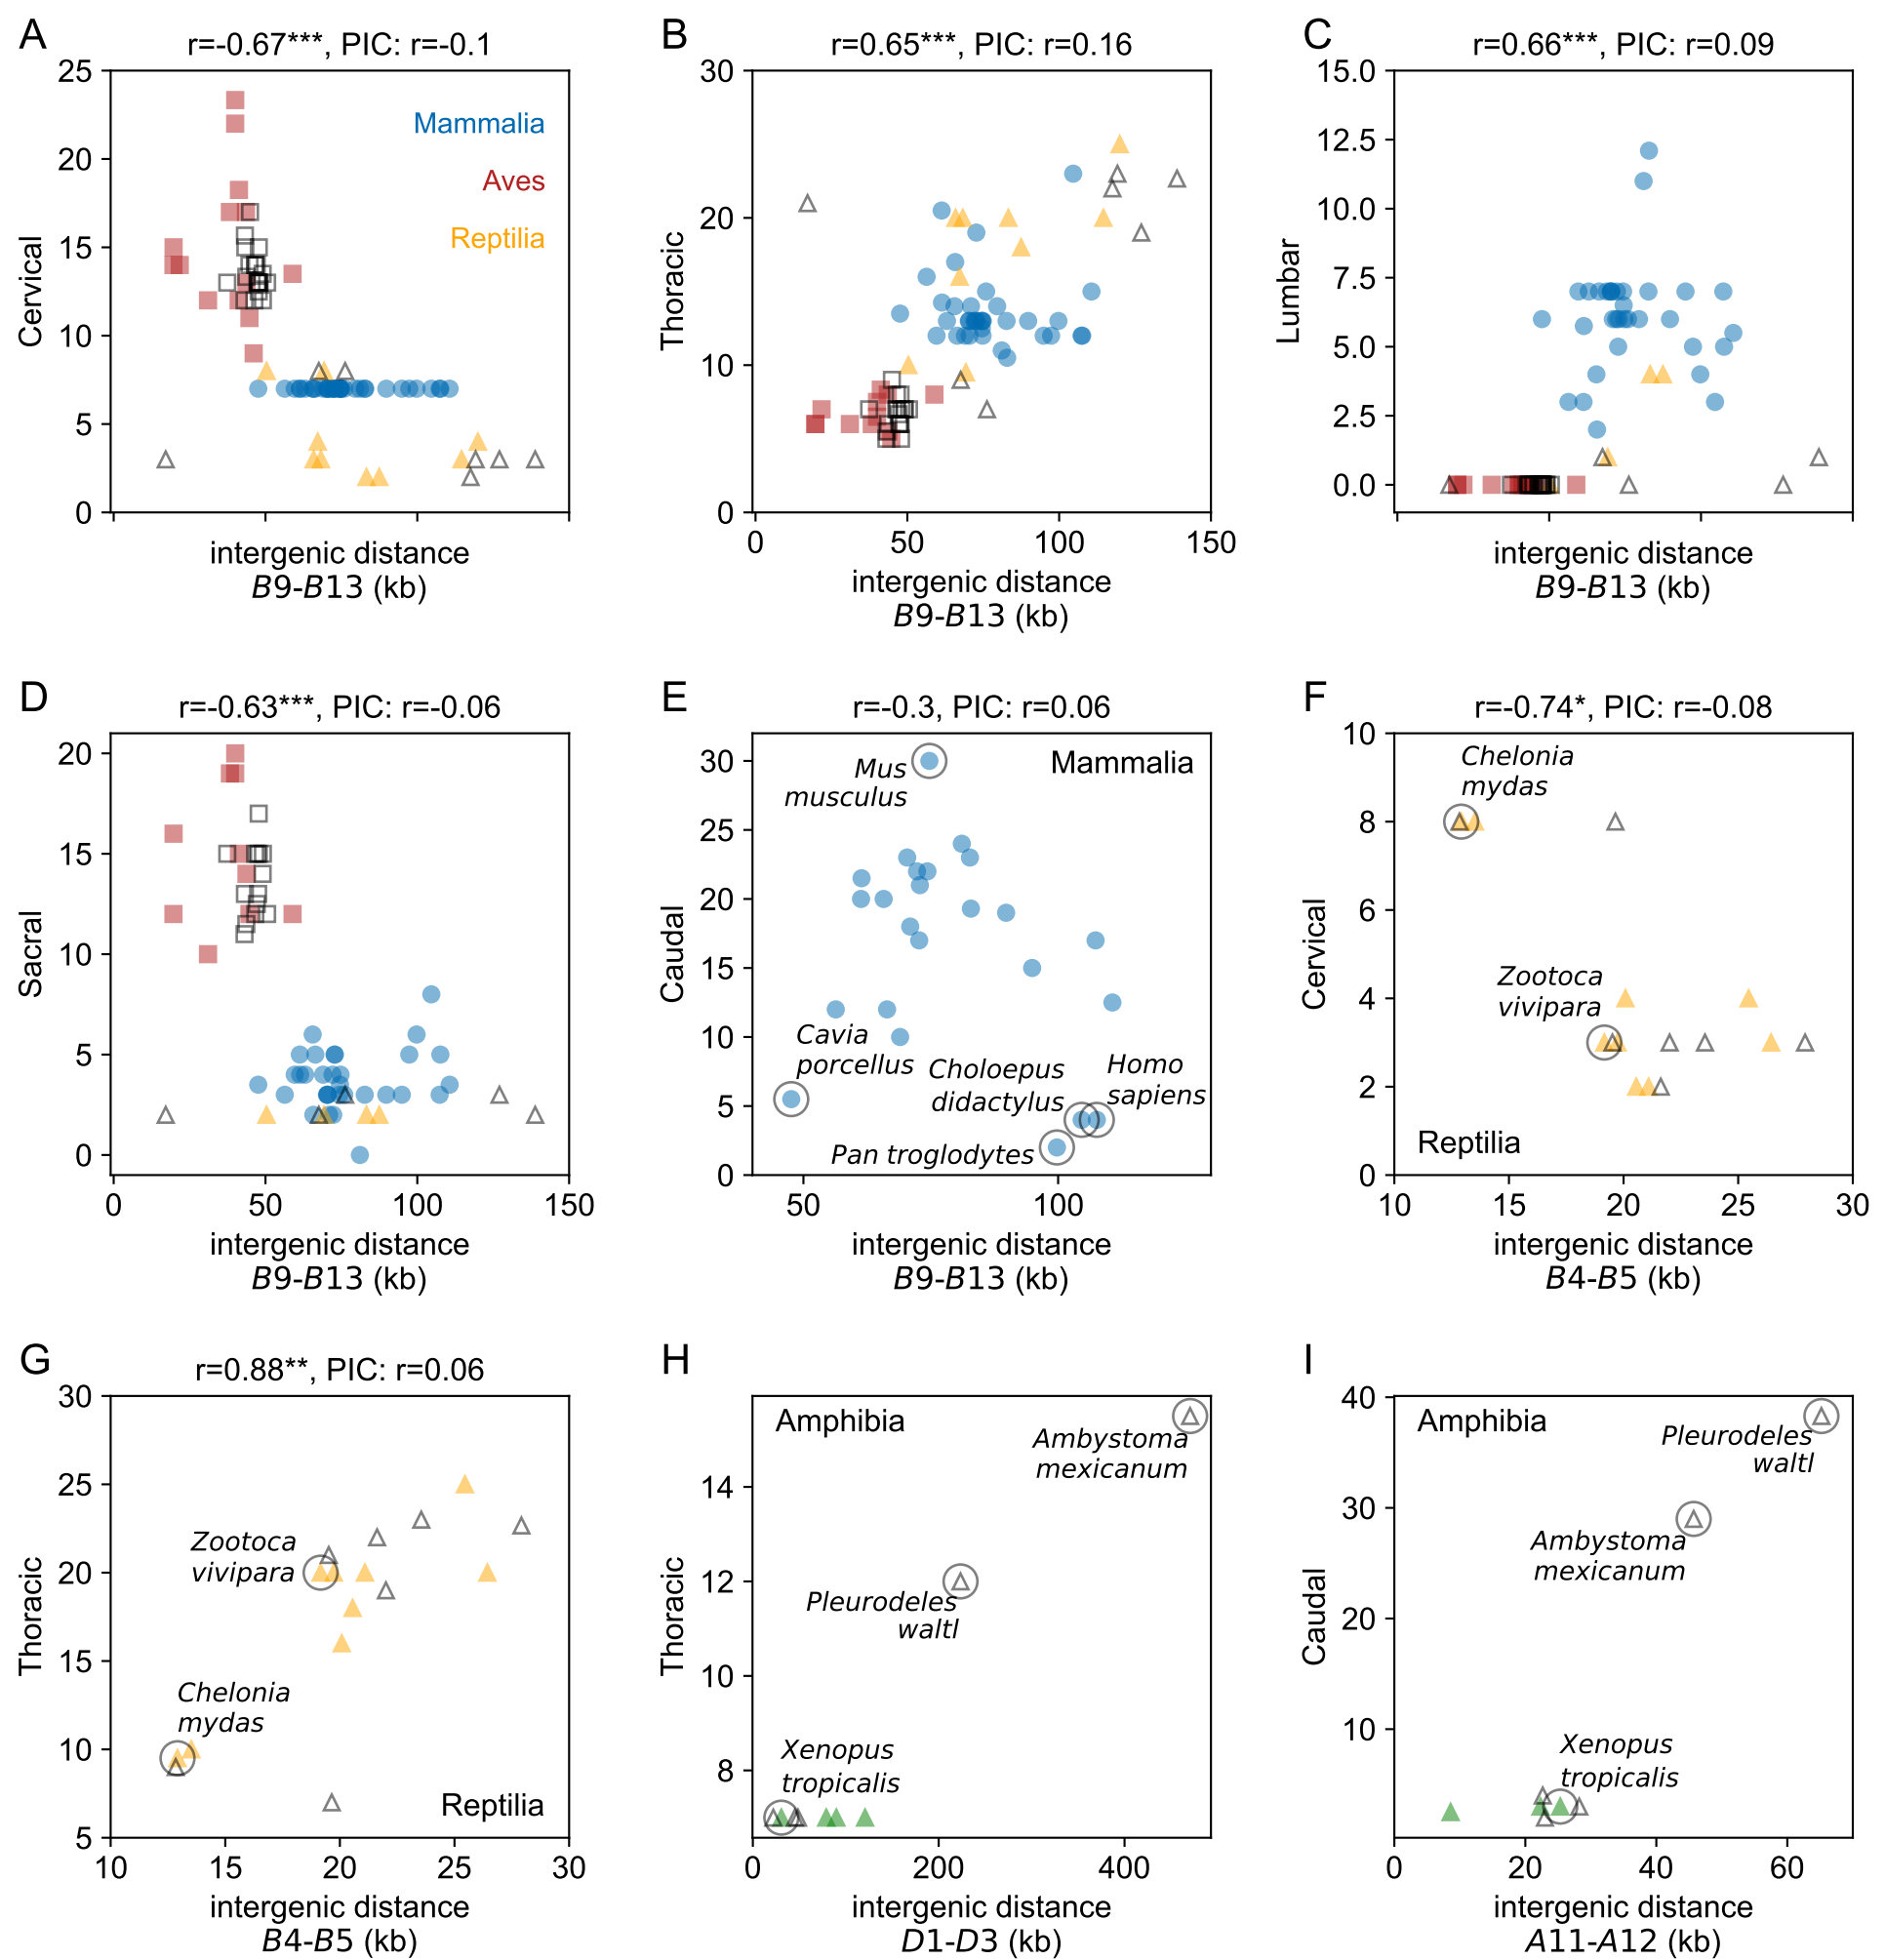 A
r=-0.67***, PIC: r=-0.1
25
20
15
10
5
0
Cervical
Mammalia
Aves
Reptilia
intergenic distance
B9-B13 (kb)
B
r=0.65***, PIC: r=0.16
30
20
10
0
Thoracic
0 50 100 150
intergenic distance
B9-B13 (kb)
C
r=0.66***, PIC: r=0.09
15.0
12.5
10.0
7.5
5.0
2.5
0.0
Lumbar
intergenic distance
B9-B13 (kb)
D
r=-0.63***, PIC: r=-0.06
20
15
10
5
0
Sacral
0 50 100 150
intergenic distance
B9-B13 (kb)
E
r=-0.3, PIC: r=0.06
30
25
20
15
10
5
0
Caudal
Mammalia
Mus
musculus
Cavia
porcellus
Choloepus
didactylus
Homo
sapiens
Pan troglodytes
50 100
intergenic distance
B9-B13 (kb)
F
r=-0.74*, PIC: r=-0.08
10
8
6
4
2
0
Cervical
Chelonia
mydas
Zootoca
vivipara
Reptilia
10 15 20 25 30
intergenic distance
B4-B5 (kb)
G
r=0.88**, PIC: r=0.06
30
25
20
15
10
5
Thoracic
Zootoca
vivipara
Chelonia
mydas
Reptilia
10 15 20 25 30
intergenic distance
B4-B5 (kb)
H
14
12
10
8
Thoracic
Amphibia
Ambystoma
mexicanum
Pleurodeles
waltl
Xenopus
tropicalis
0 200 400
intergenic distance
D1-D3 (kb)
I
40
30
20
10
Caudal
Amphibia
Pleurodeles
waltl
Ambystoma
mexicanum
Xenopus
tropicalis
0 20 40 60
intergenic distance
A11-A12 (kb)